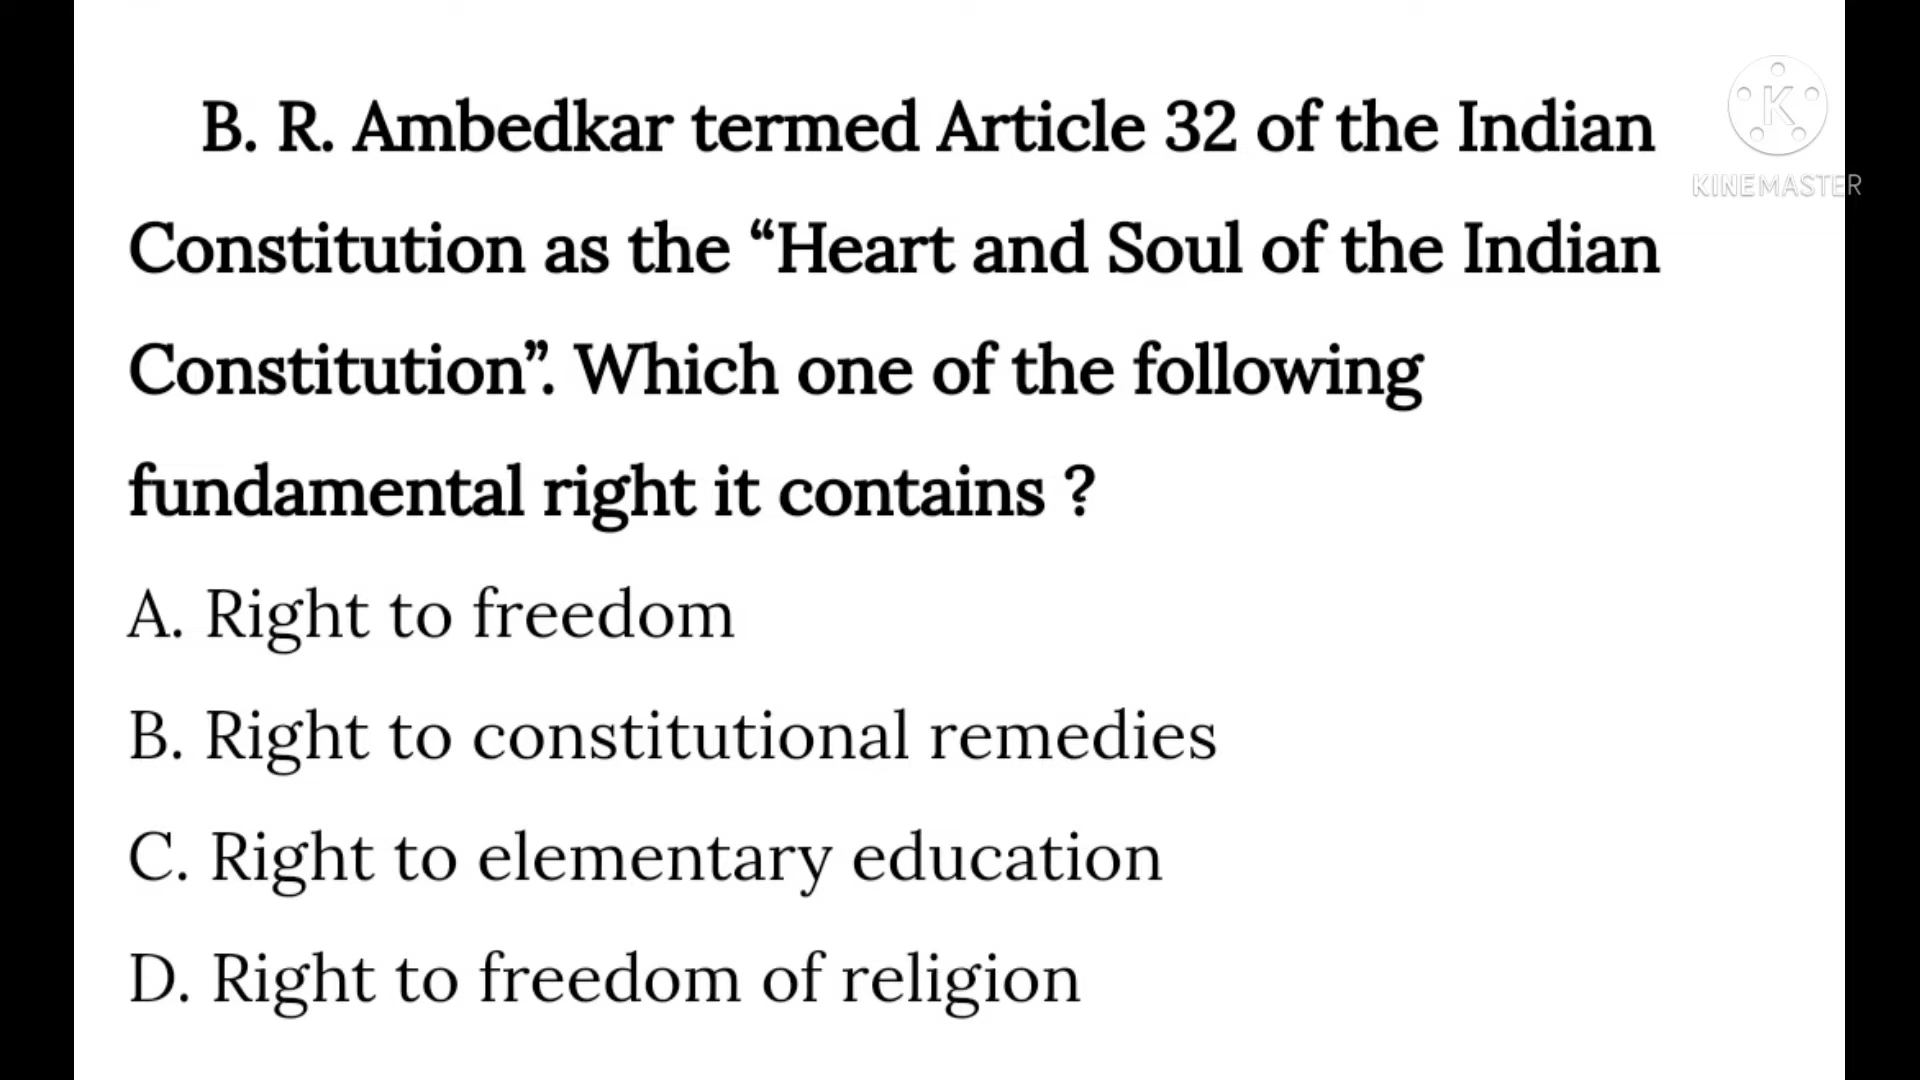 B. R. Ambedkar termed Article 32 of the Indian
Constitution as the “Heart and Soul of the Indian
Constitution”. Which one of the following
fundamental right it contains ?
A. Right to freedom
B. Right to constitutional remedies
C. Right to elementary education
D. Right to freedom of religion
K
KINEMASTER